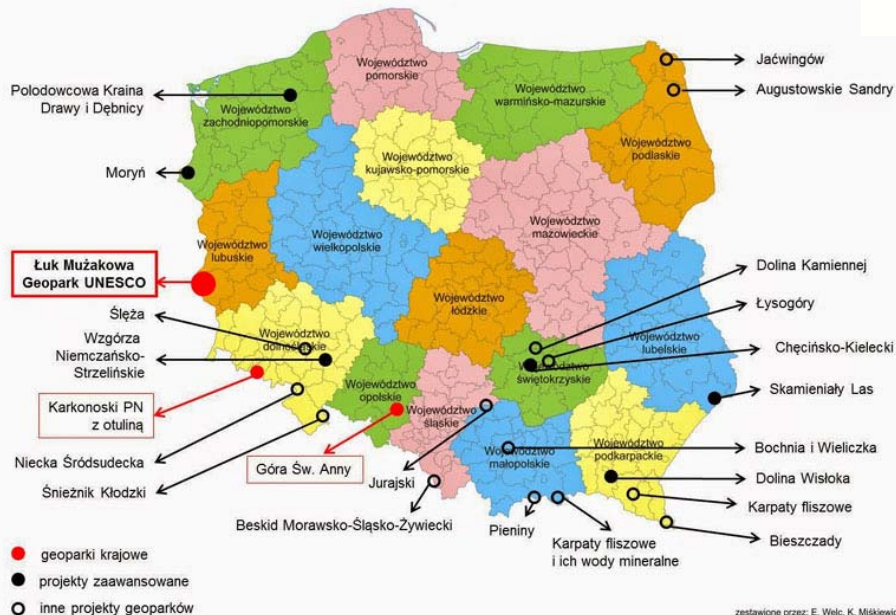 Województwo
pomorskie
Jaćwingów
Augustowskie Sandry
Polodowcowa Kraina
Drawy i Dębnicy
Województwo
zachodniopomorskie
Województwo
warmińsko-mazurskie
Województwo
podlaskie
Województwo
kujawsko-pomorskie
Moryń
Województwo
mazowieckie
Województwo
wielkopolskie
Województwo
lubuskie
Łuk Mużakowa
Geopark UNESCO
Dolina Kamiennej
Województwo
łódzkie
Łysogóry
Ślęża
Wzgórza
Niemczańsko-
Strzelińskie
Województwo
dolnośląskie
Województwo
lubelskie
Chęcińsko-Kielecki
Województwo
świętokrzyskie
Skamieniały Las
Karkonoski PN
z otuliną
Województwo
opolskie
Województwo
śląskie
Województwo
małopolskie
Województwo
podkarpackie
Bochnia i Wieliczka
Niecka Śródsudecka
Góra Św. Anny
Jurajski
Dolina Wisłoka
Śnieżnik Kłodzki
Karpaty fliszowe
Beskid Morawsko-Śląsko-Żywiecki
Pieniny
Karpaty fliszowe
i ich wody mineralne
Bieszczady
geoparki krajowe
projekty zaawansowane
inne projekty geoparków
zestawione przez: E. Welc, K. Miśkiewicz